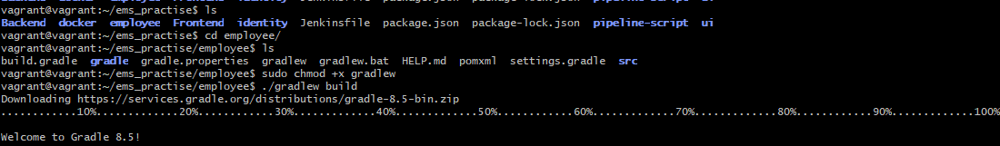 vagrant@vagrant:~/ems_practise$ ls
Backend docker employee Frontend identity Jenkinsfile package.json package-lock.json pipeline-script ui
vagrant@vagrant:~/ems_practise$ cd employee/
vagrant@vagrant:~/ems_practise/employee$ ls
build.gradle gradle gradle.properties gradlew gradlew.bat HELP.md pomxml settings.gradle src
vagrant@vagrant:~/ems_practise/employee$ sudo chmod +x gradlew
vagrant@vagrant:~/ems_practise/employee$ ./gradlew build
Downloading https://services.gradle.org/distributions/gradle-8.5-bin.zip
............10%.............20%............30%.............40%.............50%............60%.............70%.............80%............90%.............100%
Welcome to Gradle 8.5!